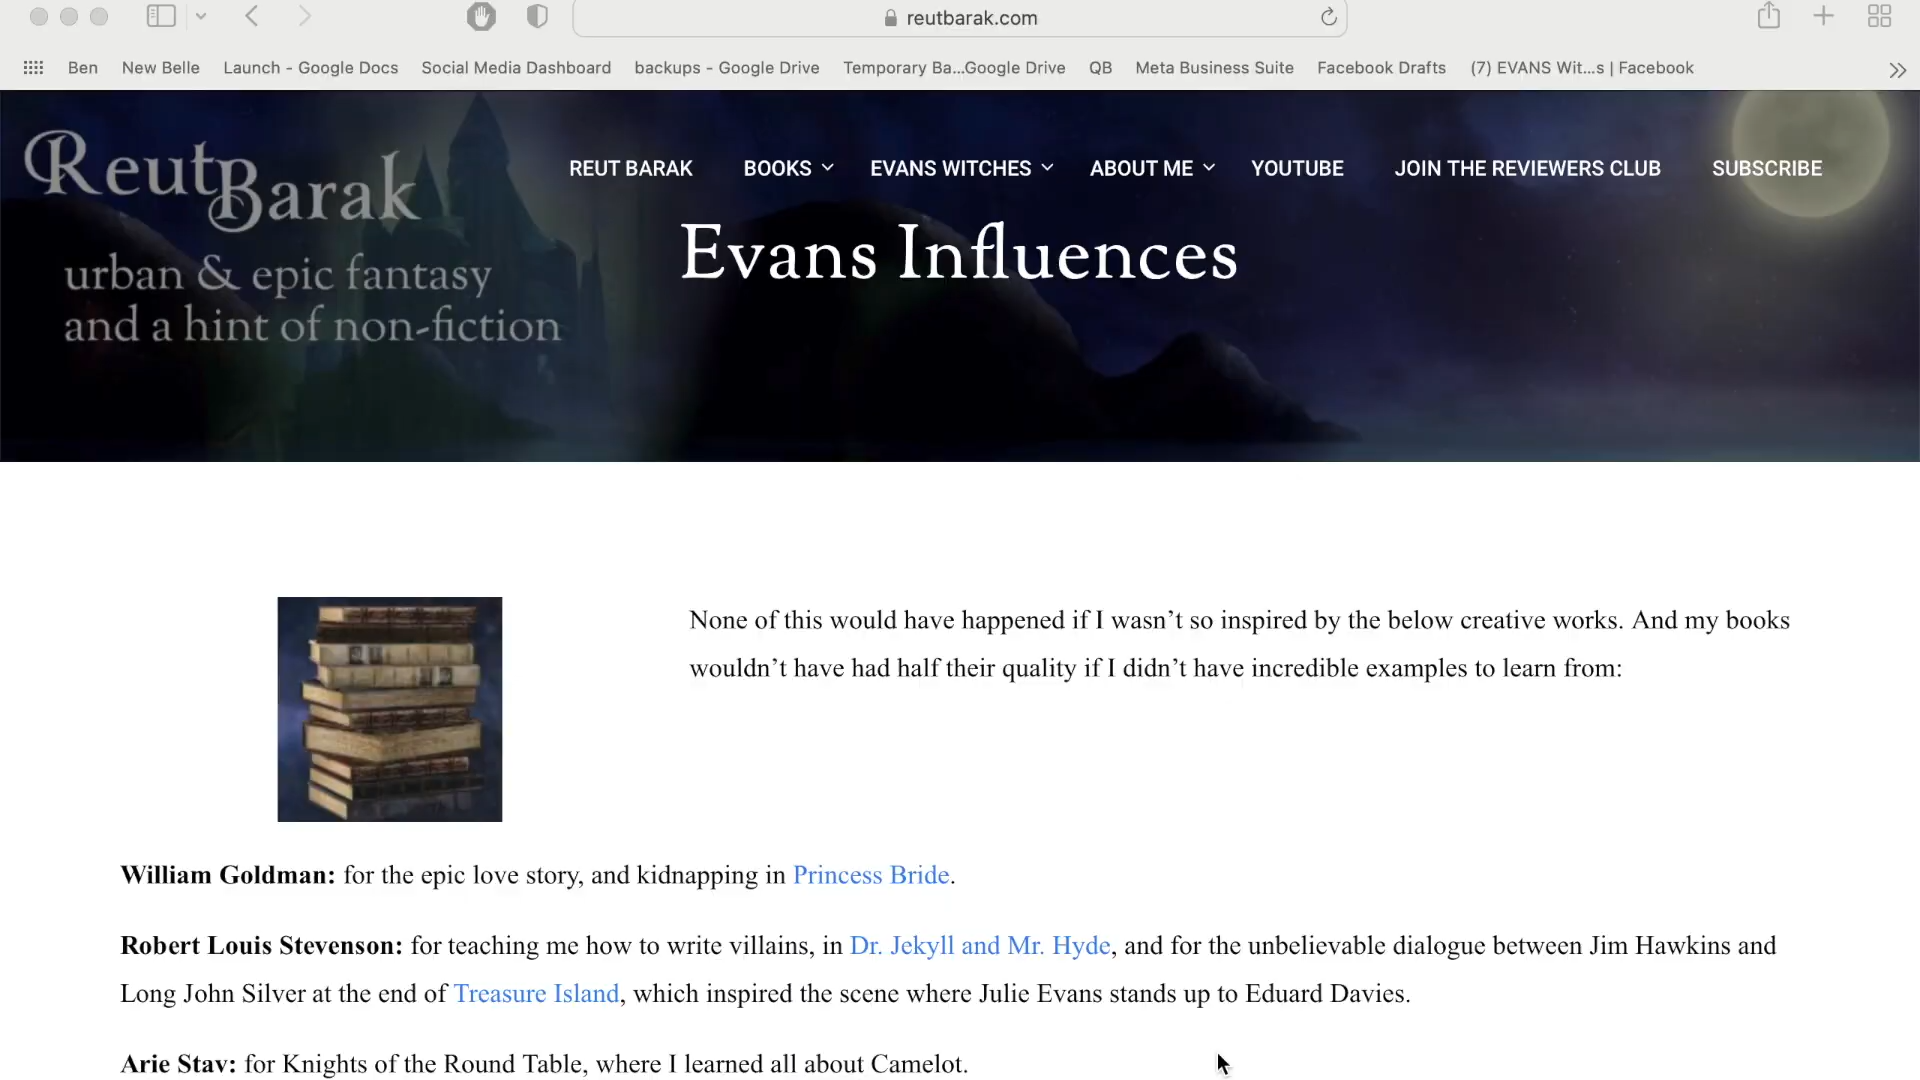 reutbarak.com
Ben New Belle Launch - Google Docs Social Media Dashboard backups - Google Drive Temporary Ba...Google Drive QB Meta Business Suite Facebook Drafts (7) EVANS Wit...s | Facebook
Reut Barak
urban & epic fantasy
and a hint of non-fiction
REUT BARAK BOOKS EVANS WITCHES ABOUT ME YOUTUBE JOIN THE REVIEWERS CLUB SUBSCRIBE
Evans Influences
None of this would have happened if I wasn’t so inspired by the below creative works. And my books
wouldn’t have had half their quality if I didn’t have incredible examples to learn from:
William Goldman: for the epic love story, and kidnapping in Princess Bride.
Robert Louis Stevenson: for teaching me how to write villains, in Dr. Jekyll and Mr. Hyde, and for the unbelievable dialogue between Jim Hawkins and
Long John Silver at the end of Treasure Island, which inspired the scene where Julie Evans stands up to Eduard Davies.
Arie Stav: for Knights of the Round Table, where I learned all about Camelot.